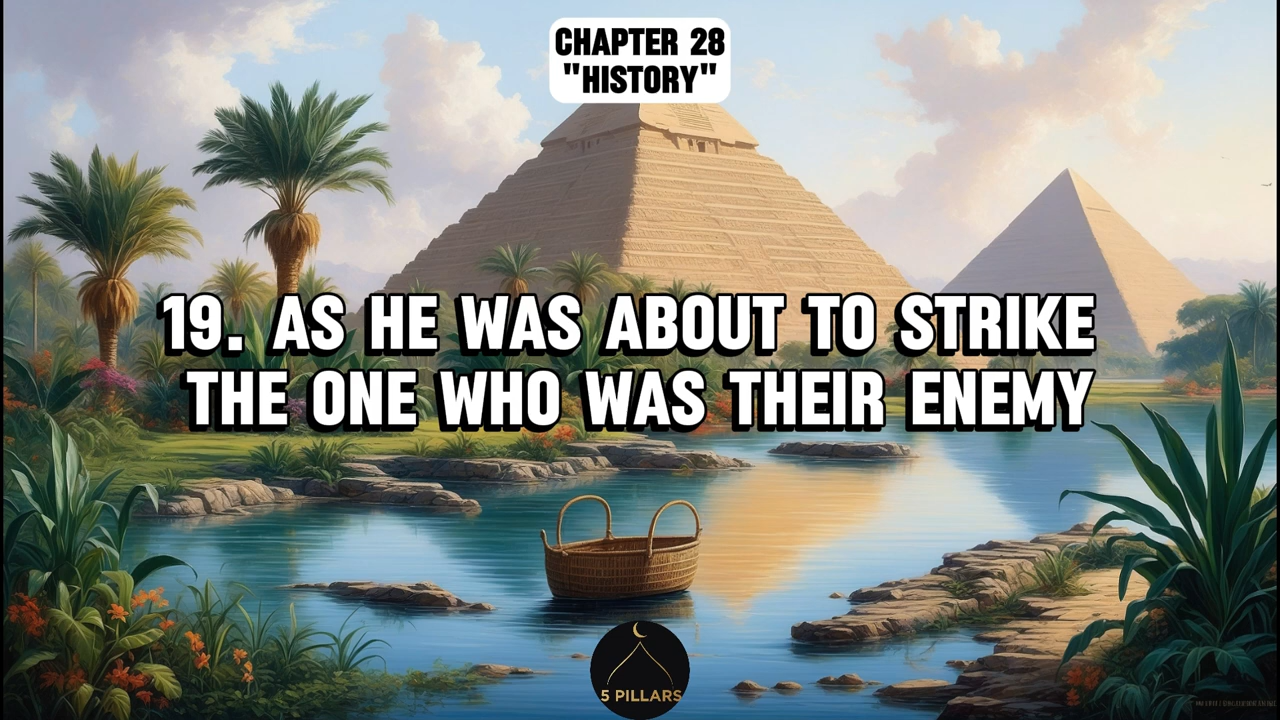 CHAPTER 28
"HISTORY"
19. AS HE WAS ABOUT TO STRIKE
THE ONE WHO WAS THEIR ENEMY
5 PILLARS